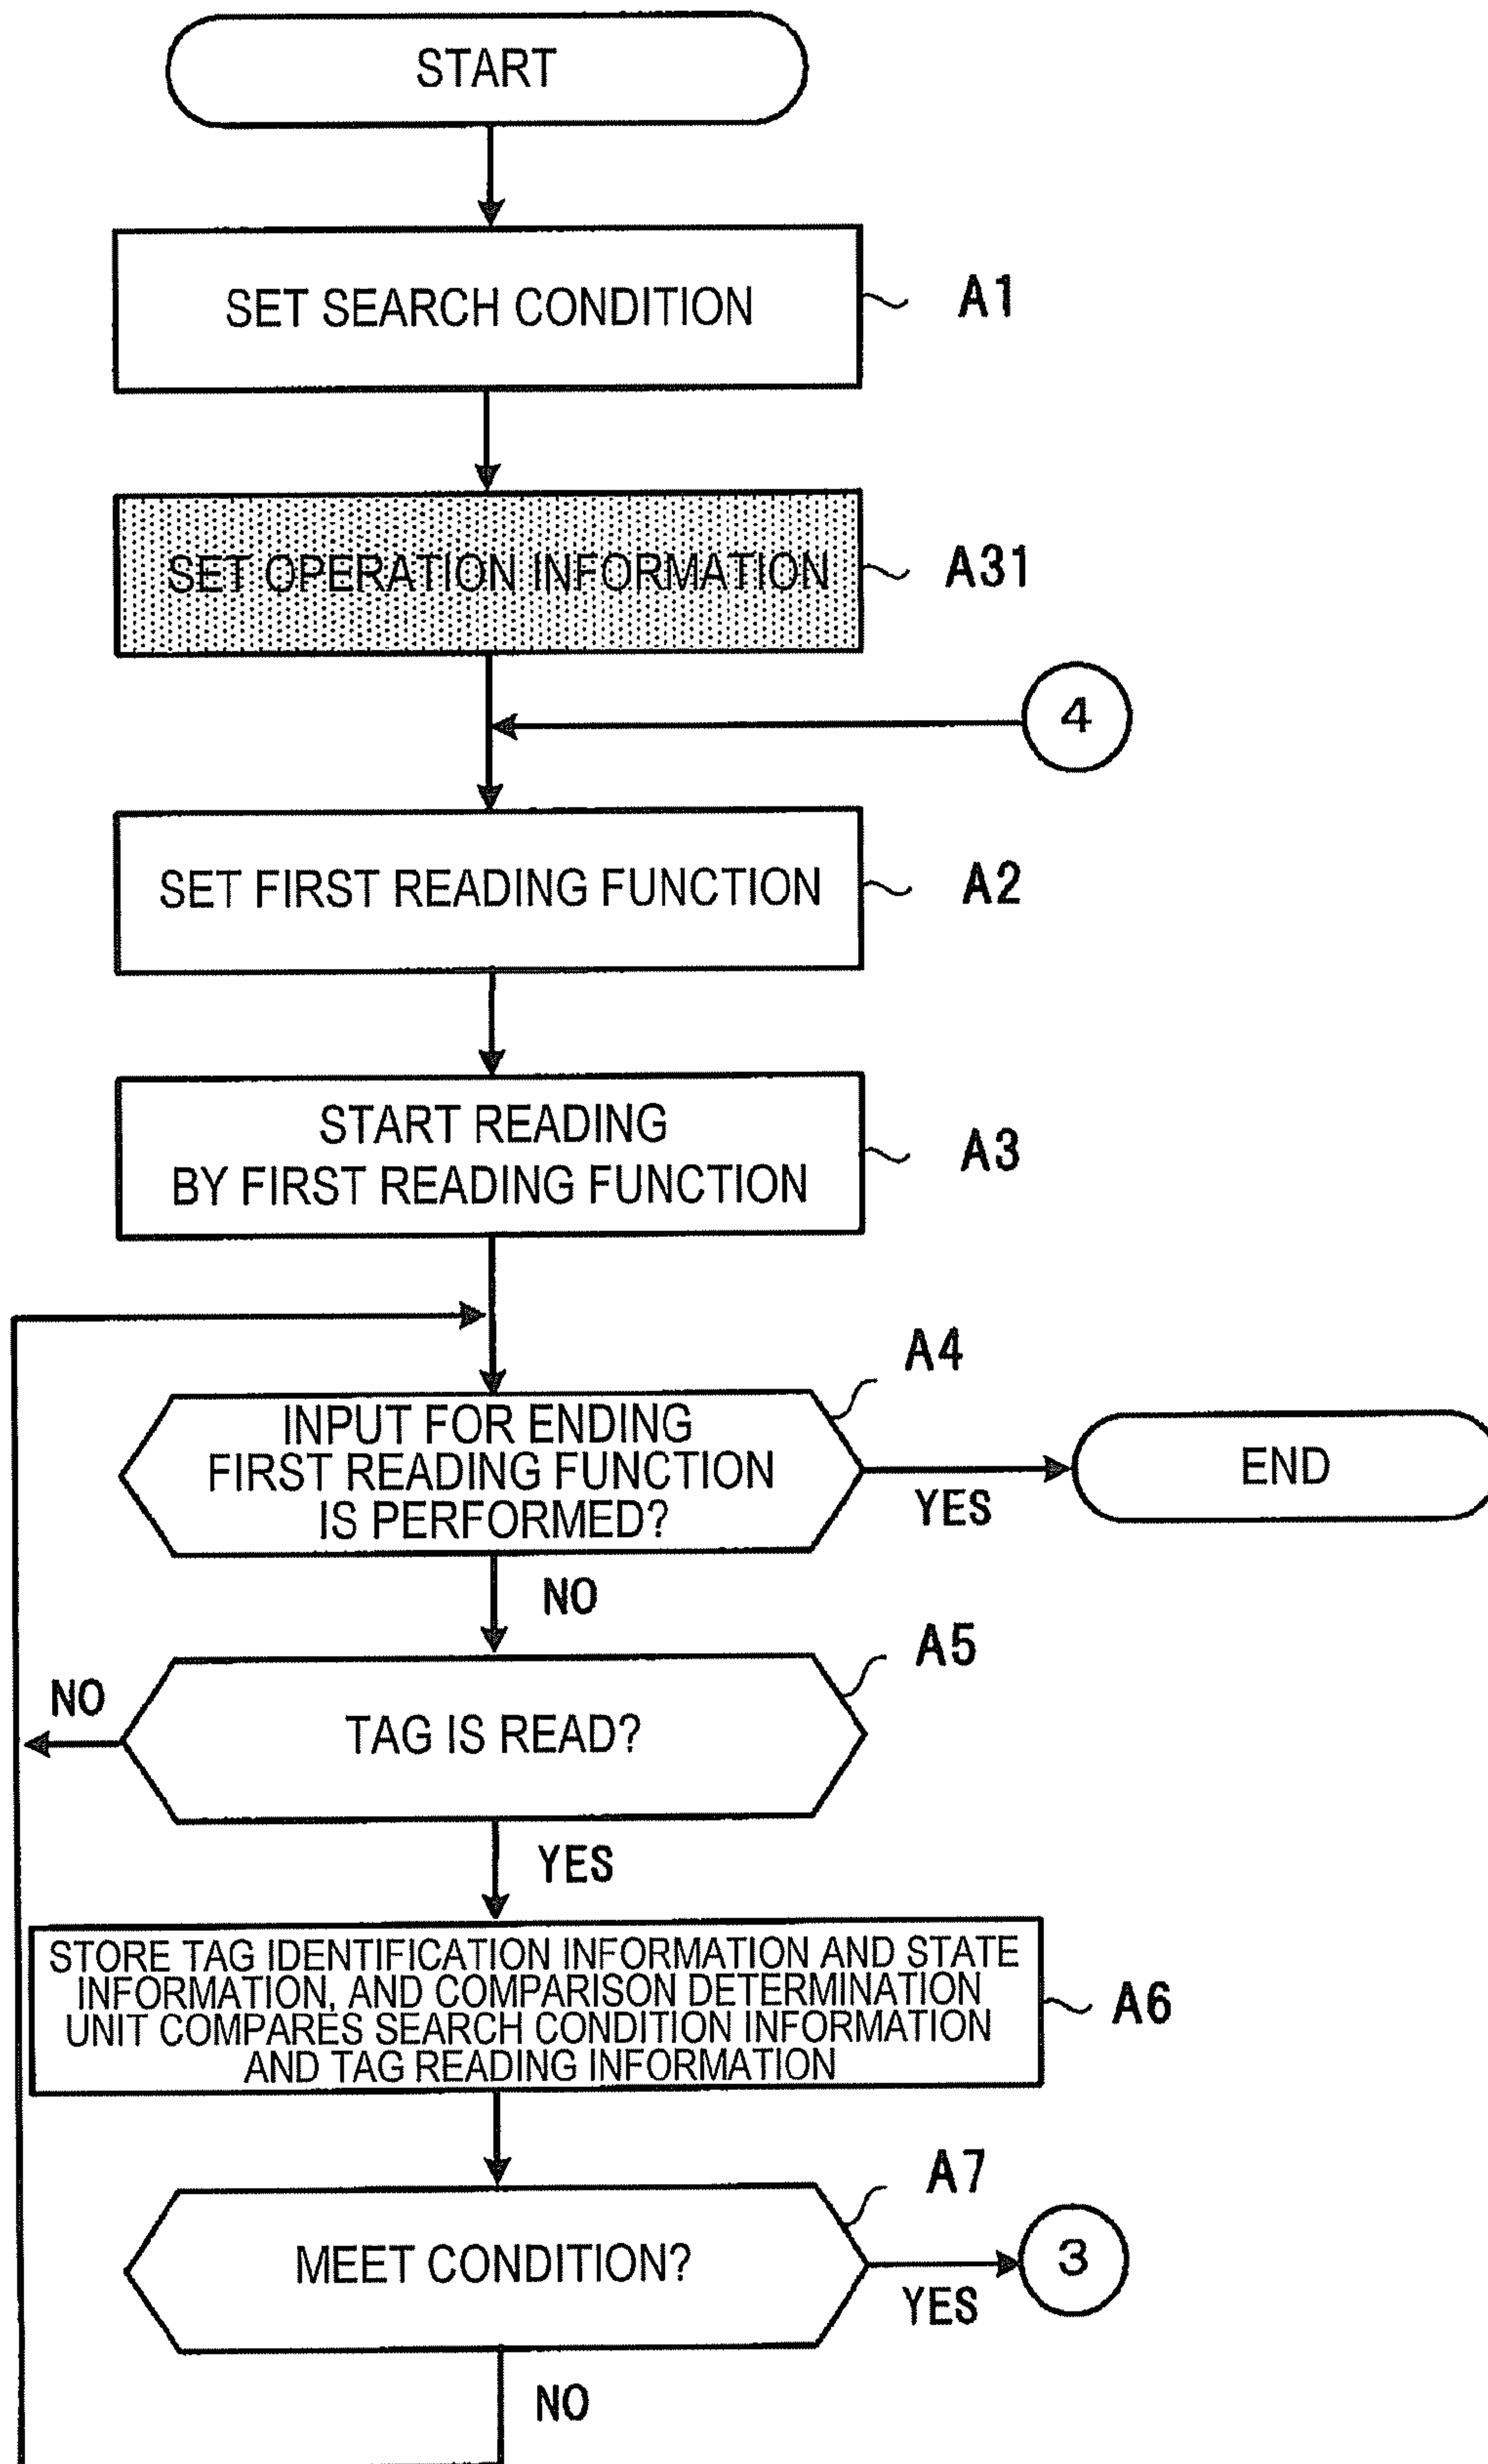 START
SET SEARCH CONDITION
A1
SET OPERATION INFORMATION
A31
4
SET FIRST READING FUNCTION
A2
START READING
BY FIRST READING FUNCTION
A3
A4
INPUT FOR ENDING
FIRST READING FUNCTION
IS PERFORMED?
YES
END
NO
A5
NO
TAG IS READ?
YES
STORE TAG IDENTIFICATION INFORMATION AND STATE
INFORMATION, AND COMPARISON DETERMINATION
UNIT COMPARES SEARCH CONDITION INFORMATION
AND TAG READING INFORMATION
A6
A7
MEET CONDITION?
YES
3
NO